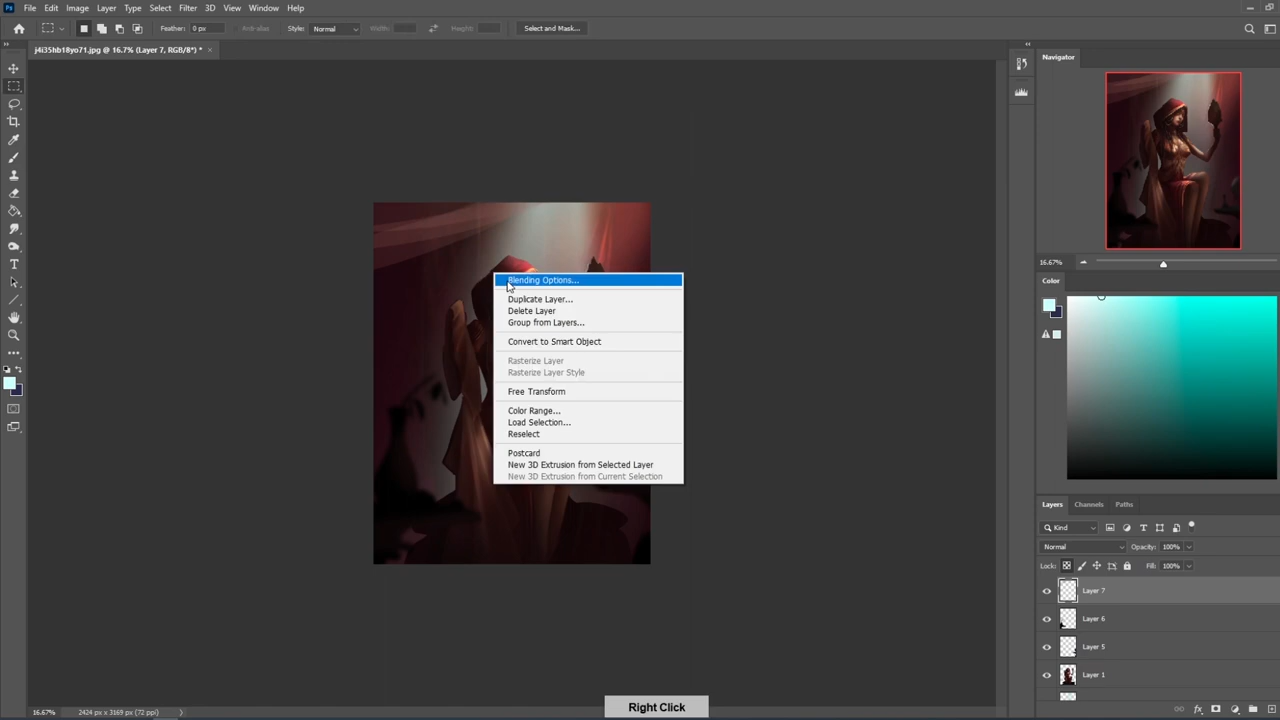 Ps File Edit Image Layer Type Select Filter 3D View Window Help
Feather: 0 px Anti-alias Style: Normal Width: Height: Select and Mask...
j4i35hb18yo71.jpg @ 16.7% (Layer 7, RGB/8*) * ×
Navigator
Blending Options...
Duplicate Layer...
Delete Layer
Group from Layers...
Convert to Smart Object
Rasterize Layer
Rasterize Layer Style
Free Transform
Color Range...
Load Selection...
Reselect
Postcard
New 3D Extrusion from Selected Layer
New 3D Extrusion from Current Selection
16.67%
Color
Layers Channels Paths
Kind
Normal Opacity: 100%
Lock: Fill: 100%
Layer 7
Layer 6
Layer 5
Layer 1
16.67% 2424 px x 3169 px (72 ppi)
Right Click